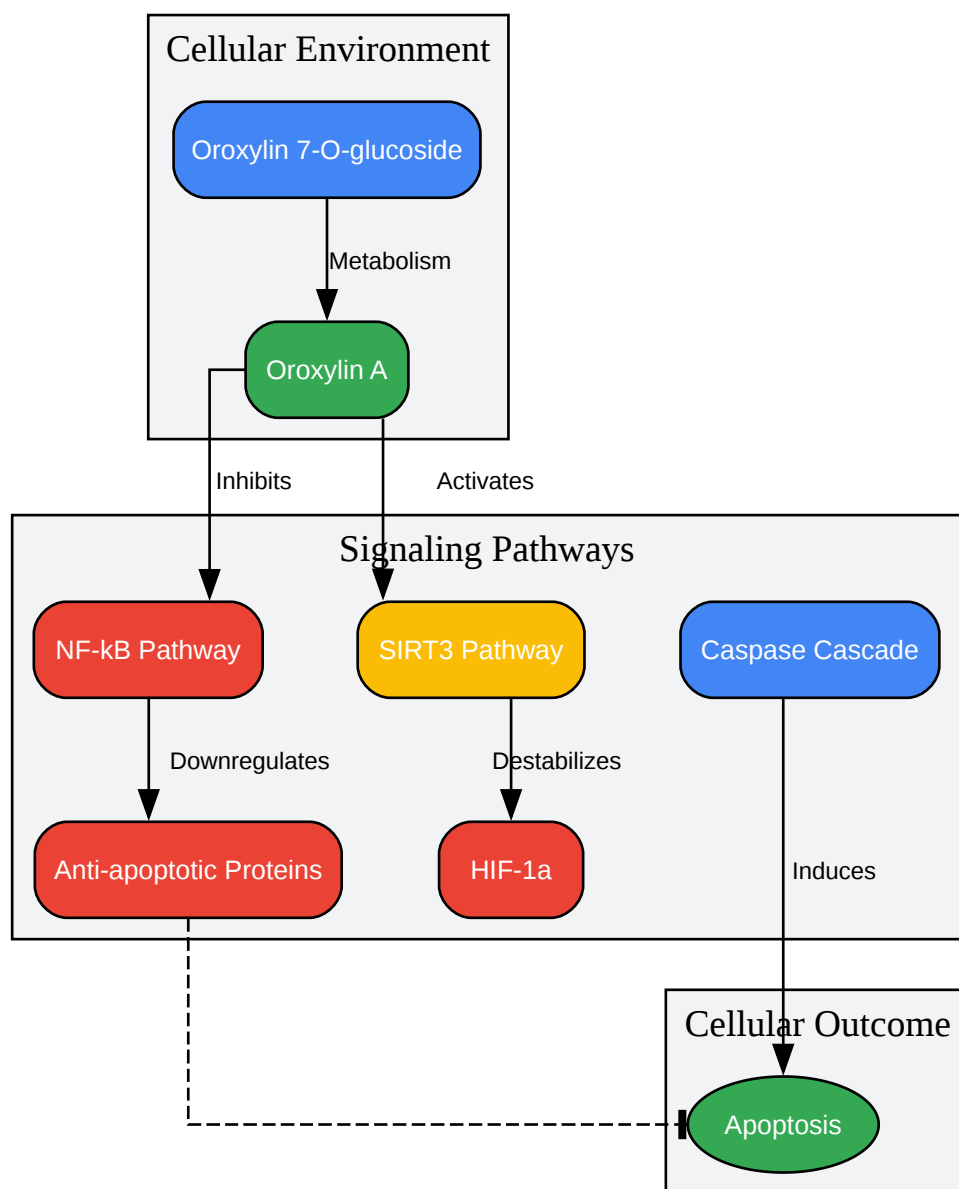 Cellular Environment
Oroxylin 7-O-glucoside
Metabolism
Oroxylin A
Inhibits
Activates
Signaling Pathways
NF-kB Pathway
SIRT3 Pathway
Caspase Cascade
Downregulates
Destabilizes
Anti-apoptotic Proteins
HIF-1a
Induces
Cellular Outcome
Apoptosis